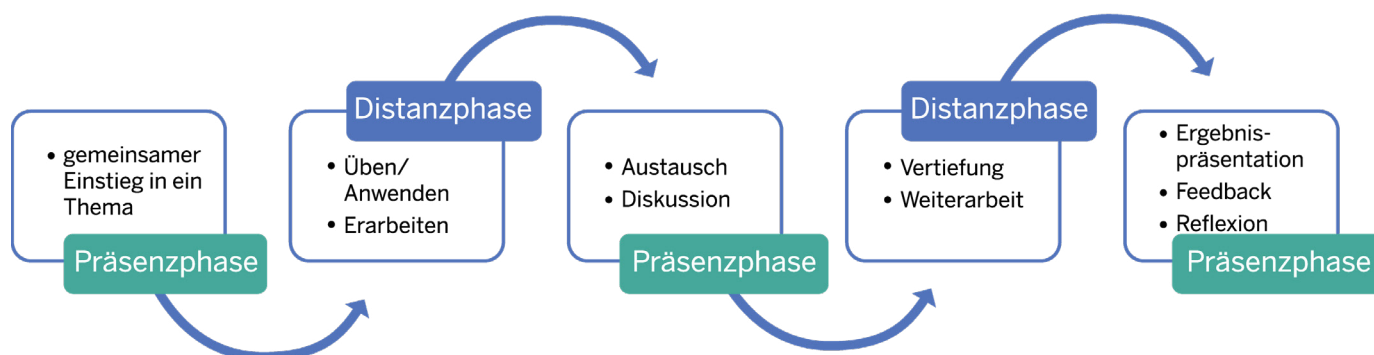 • gemeinsamer
Einstieg in ein
Thema
Präsenzphase
Distanzphase
• Üben/
Anwenden
• Erarbeiten
• Austausch
• Diskussion
Präsenzphase
Distanzphase
• Vertiefung
• Weiterarbeit
• Ergebnis-
präsentation
• Feedback
• Reflexion
Präsenzphase